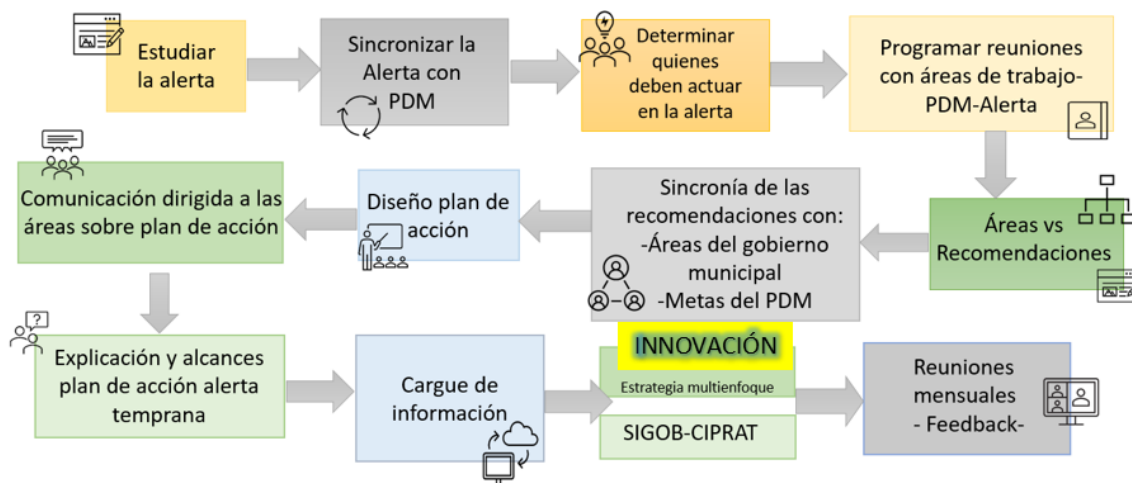 Estudiar
la alerta
Sincronizar la
Alerta con
PDM
Determinar
quienes
deben actuar
en la alerta
Programar reuniones
con áreas de trabajo-
PDM-Alerta
Áreas vs
Recomendaciones
Sincronía de las
recomendaciones con:
-Áreas del gobierno
municipal
-Metas del PDM
Diseño plan de
acción
Comunicación dirigida a las
áreas sobre plan de acción
Explicación y alcances
plan de acción alerta
temprana
Cargue de
información
INNOVACIÓN
Estrategia multienfoque
SIGOB-CIPRAT
Reuniones
mensuales
- Feedback-